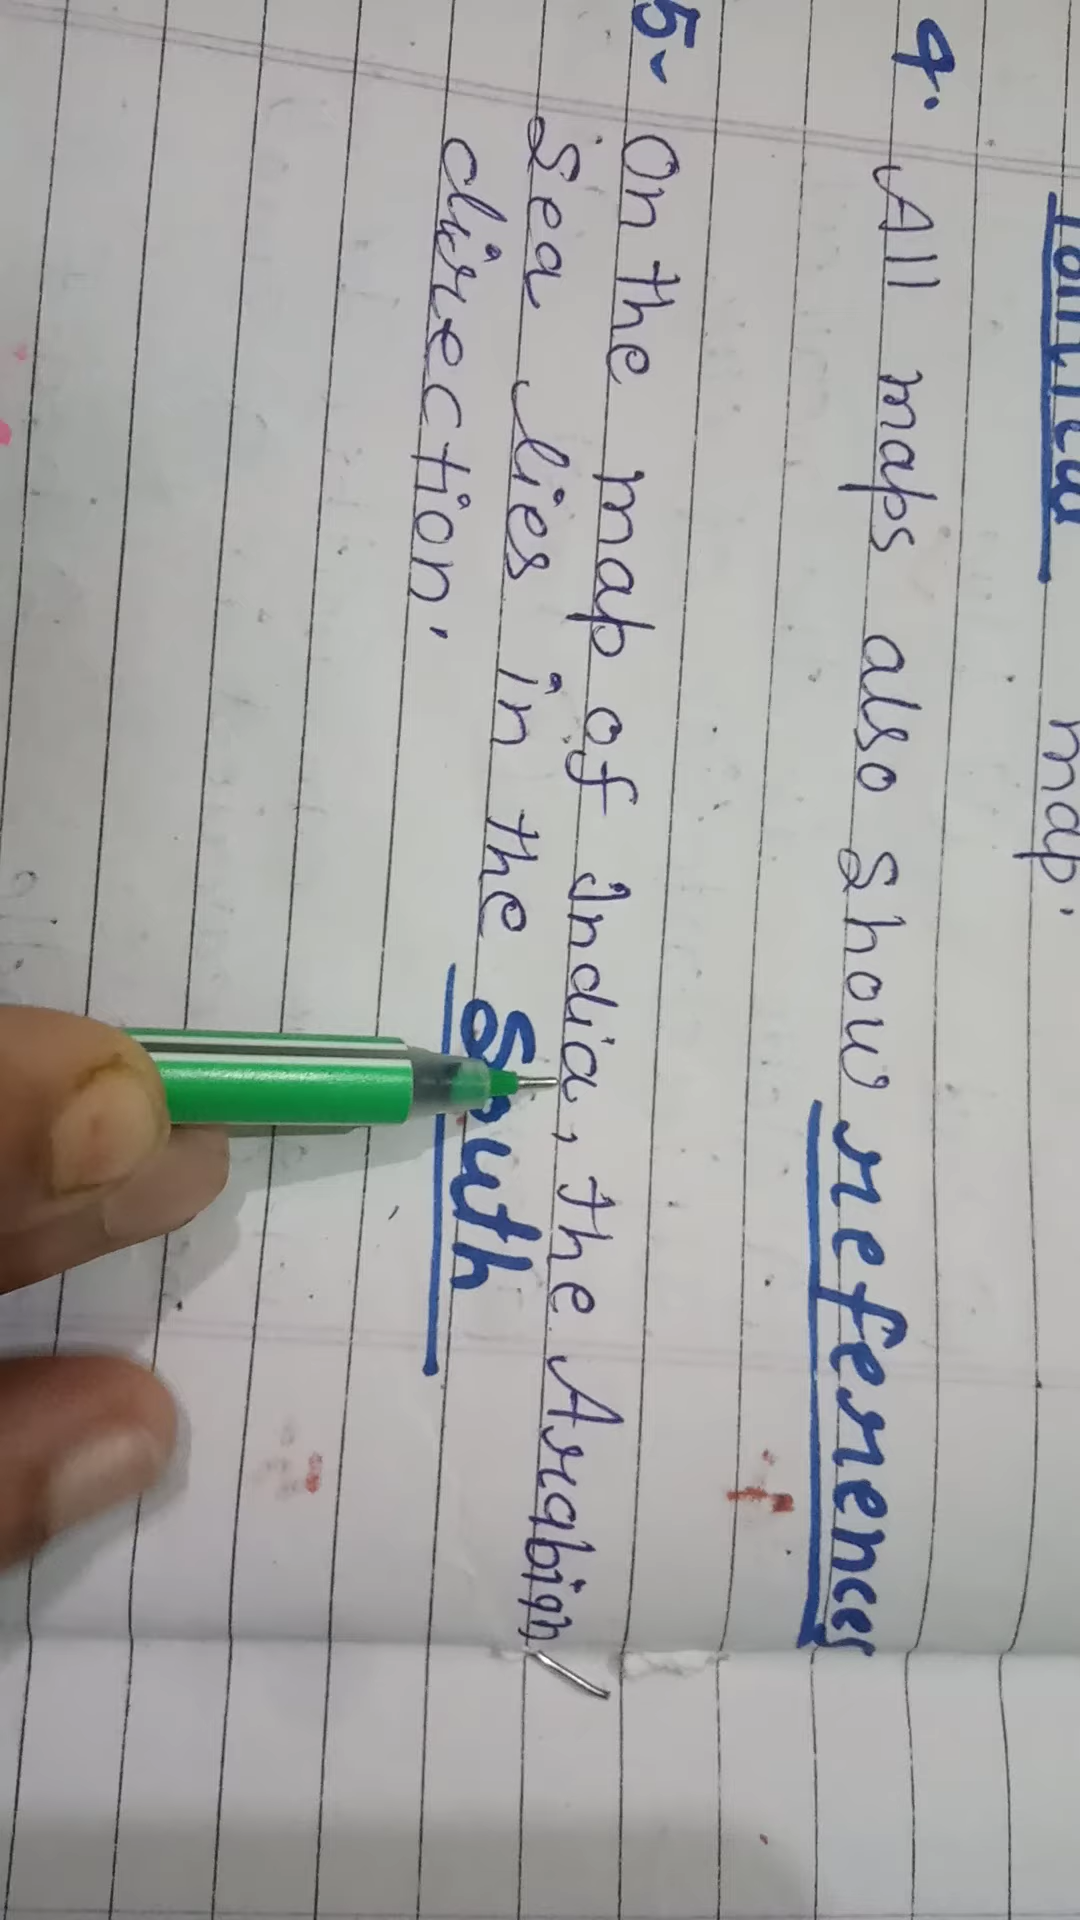 map.
4. All maps also show references
5. On the map of India, the Arabian
Sea lies in the South
direction.